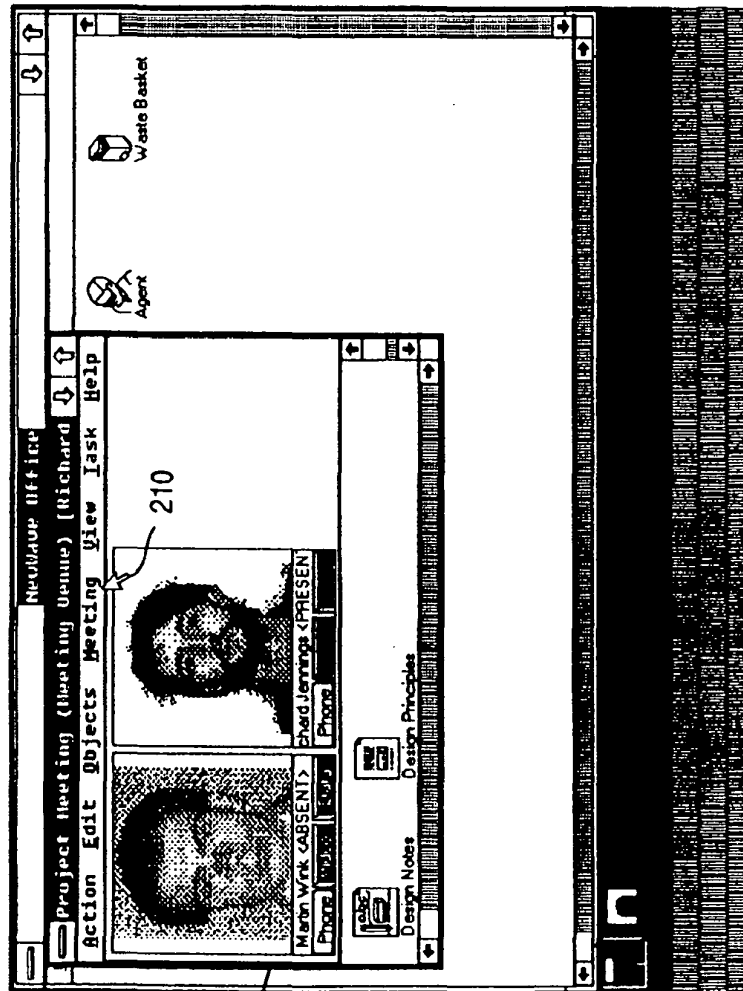 NewWave Office
Project Meeting (Meeting Venue) [Richard
Action Edit Objects Meeting View Task Help
210
Martin Wink <ABSENT>
chard Jennings <PRESENT
Phone
Phone
Design Notes
Design Principles
Agent
Waste Basket